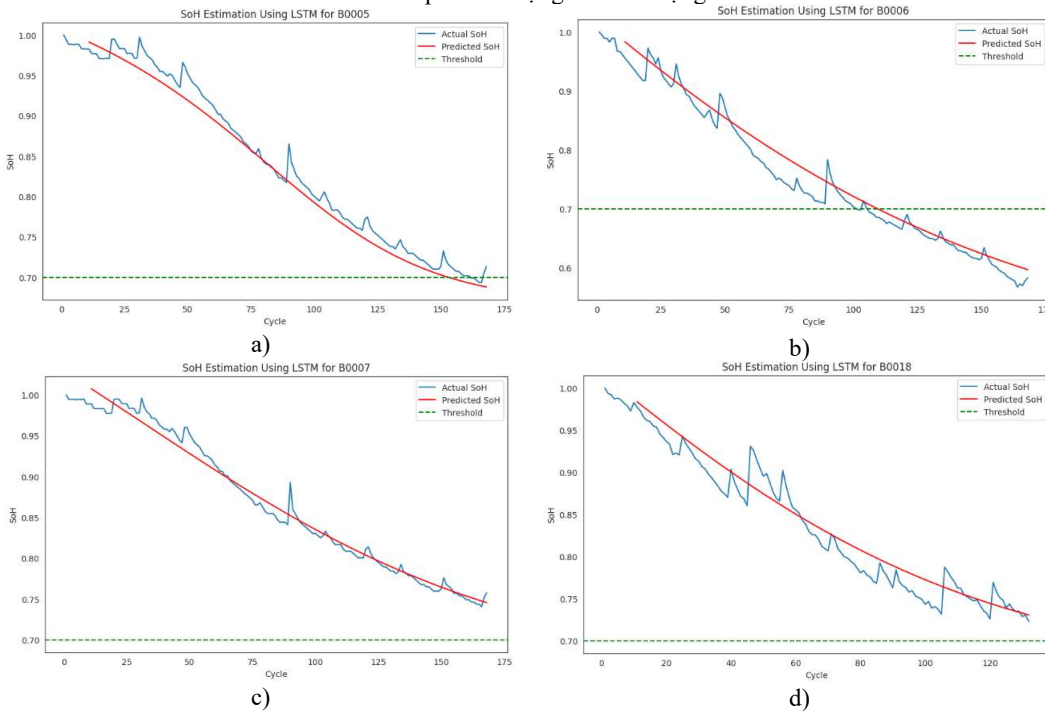 SoH Estimation Using LSTM for B0005
Actual SoH
Predicted SoH
Threshold
1.00
0.95
0.90
0.85
0.80
0.75
0.70
SoH
0 25 50 75 100 125 150 175
Cycle
a)
SoH Estimation Using LSTM for B0006
Actual SoH
Predicted SoH
Threshold
1.0
0.9
0.8
0.7
0.6
SoH
0 25 50 75 100 125 150
Cycle
b)
SoH Estimation Using LSTM for B0007
Actual SoH
Predicted SoH
Threshold
1.00
0.95
0.90
0.85
0.80
0.75
0.70
SoH
0 25 50 75 100 125 150 175
Cycle
c)
SoH Estimation Using LSTM for B0018
Actual SoH
Predicted SoH
Threshold
1.00
0.95
0.90
0.85
0.80
0.75
0.70
SoH
0 20 40 60 80 100 120
Cycle
d)